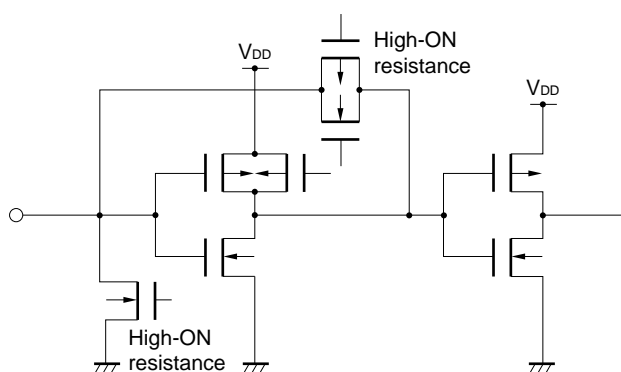 High-ON
resistance
VDD
VDD
High-ON
resistance